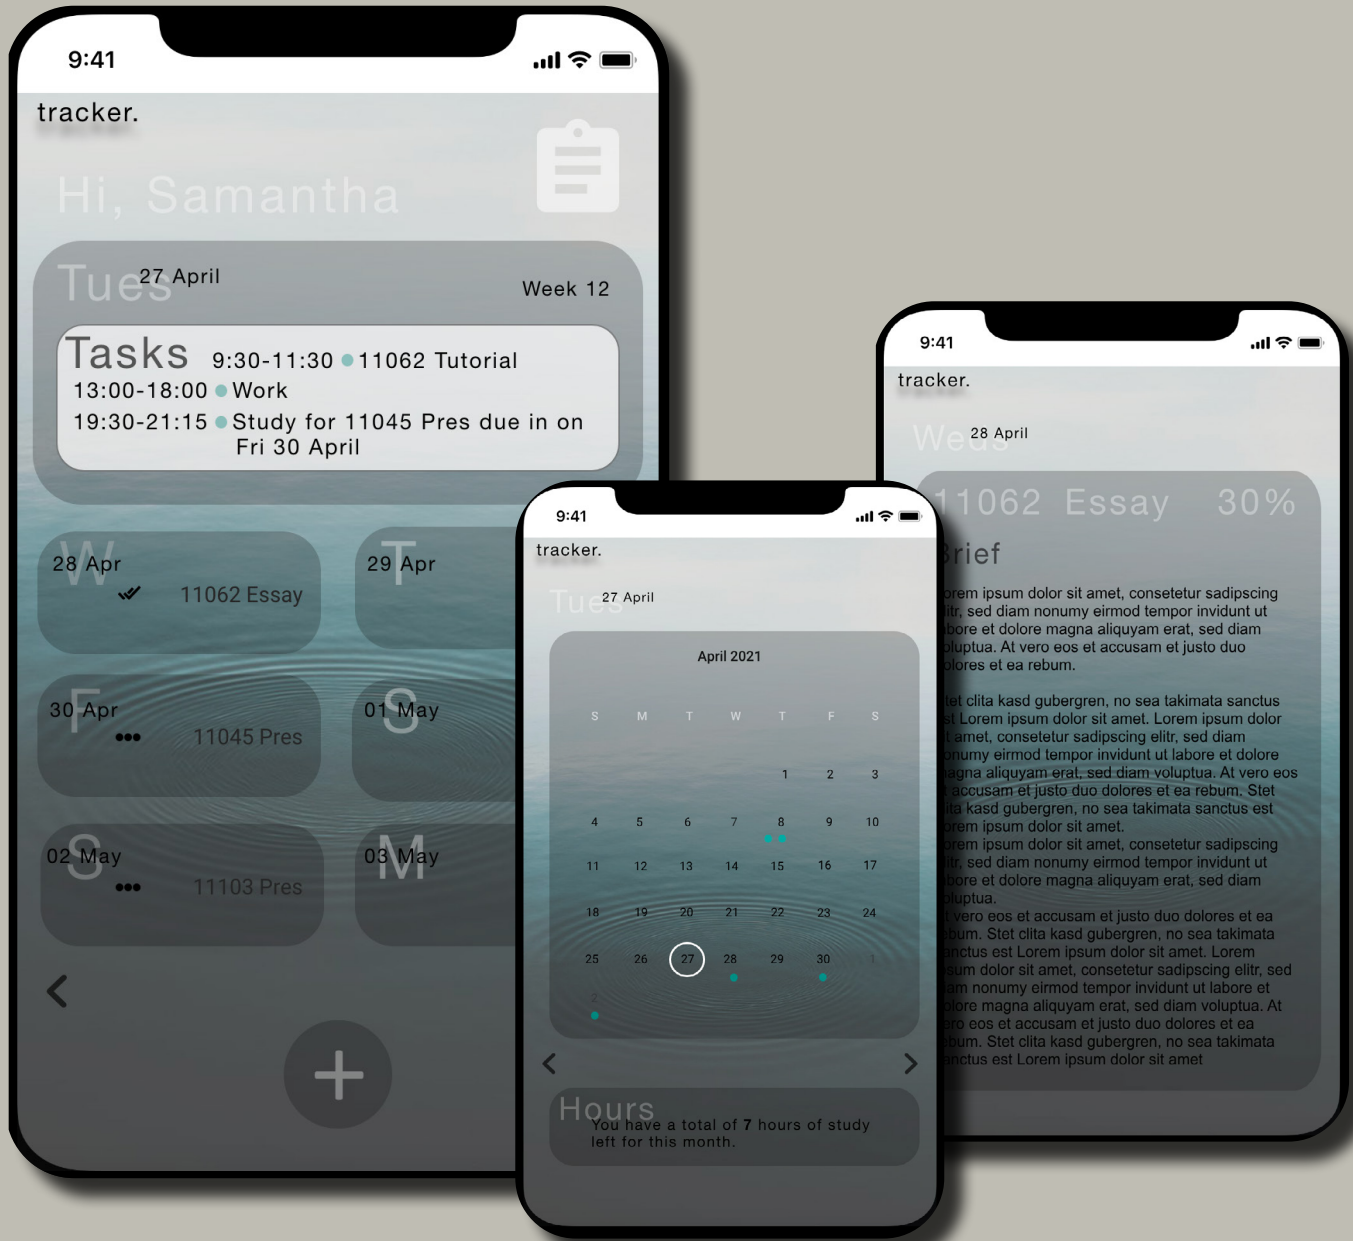 9:41
tracker.
Hi, Samantha
Tues 27 April
Week 12
Tasks 9:30-11:30 11062 Tutorial
13:00-18:00 Work
19:30-21:15 Study for 11045 Pres due in on
Fri 30 April
W 28 Apr
11062 Essay
T 29 Apr
F 30 Apr
11045 Pres
S 01 May
S 02 May
11103 Pres
M 03 May
9:41
tracker.
Tues 27 April
April 2021
S M T W T F S
1 2 3
4 5 6 7 8 9 10
11 12 13 14 15 16 17
18 19 20 21 22 23 24
25 26 27 28 29 30 1
2
Hours
You have a total of 7 hours of study
left for this month.
9:41
tracker.
Weds 28 April
11062 Essay 30%
Brief
orem ipsum dolor sit amet, consetetur sadipscing
litr, sed diam nonumy eirmod tempor invidunt ut
bore et dolore magna aliquyam erat, sed diam
oluptua. At vero eos et accusam et justo duo
olores et ea rebum.
tet clita kasd gubergren, no sea takimata sanctus
st Lorem ipsum dolor sit amet. Lorem ipsum dolor
t amet, consetetur sadipscing elitr, sed diam
onumy eirmod tempor invidunt ut labore et dolore
agna aliquyam erat, sed diam voluptua. At vero eos
t accusam et justo duo dolores et ea rebum. Stet
ita kasd gubergren, no sea takimata sanctus est
orem ipsum dolor sit amet.
orem ipsum dolor sit amet, consetetur sadipscing
litr, sed diam nonumy eirmod tempor invidunt ut
bore et dolore magna aliquyam erat, sed diam
oluptua.
t vero eos et accusam et justo duo dolores et ea
ebum. Stet clita kasd gubergren, no sea takimata
anctus est Lorem ipsum dolor sit amet. Lorem
sum dolor sit amet, consetetur sadipscing elitr, sed
am nonumy eirmod tempor invidunt ut labore et
olore magna aliquyam erat, sed diam voluptua. At
ero eos et accusam et justo duo dolores et ea
ebum. Stet clita kasd gubergren, no sea takimata
anctus est Lorem ipsum dolor sit amet